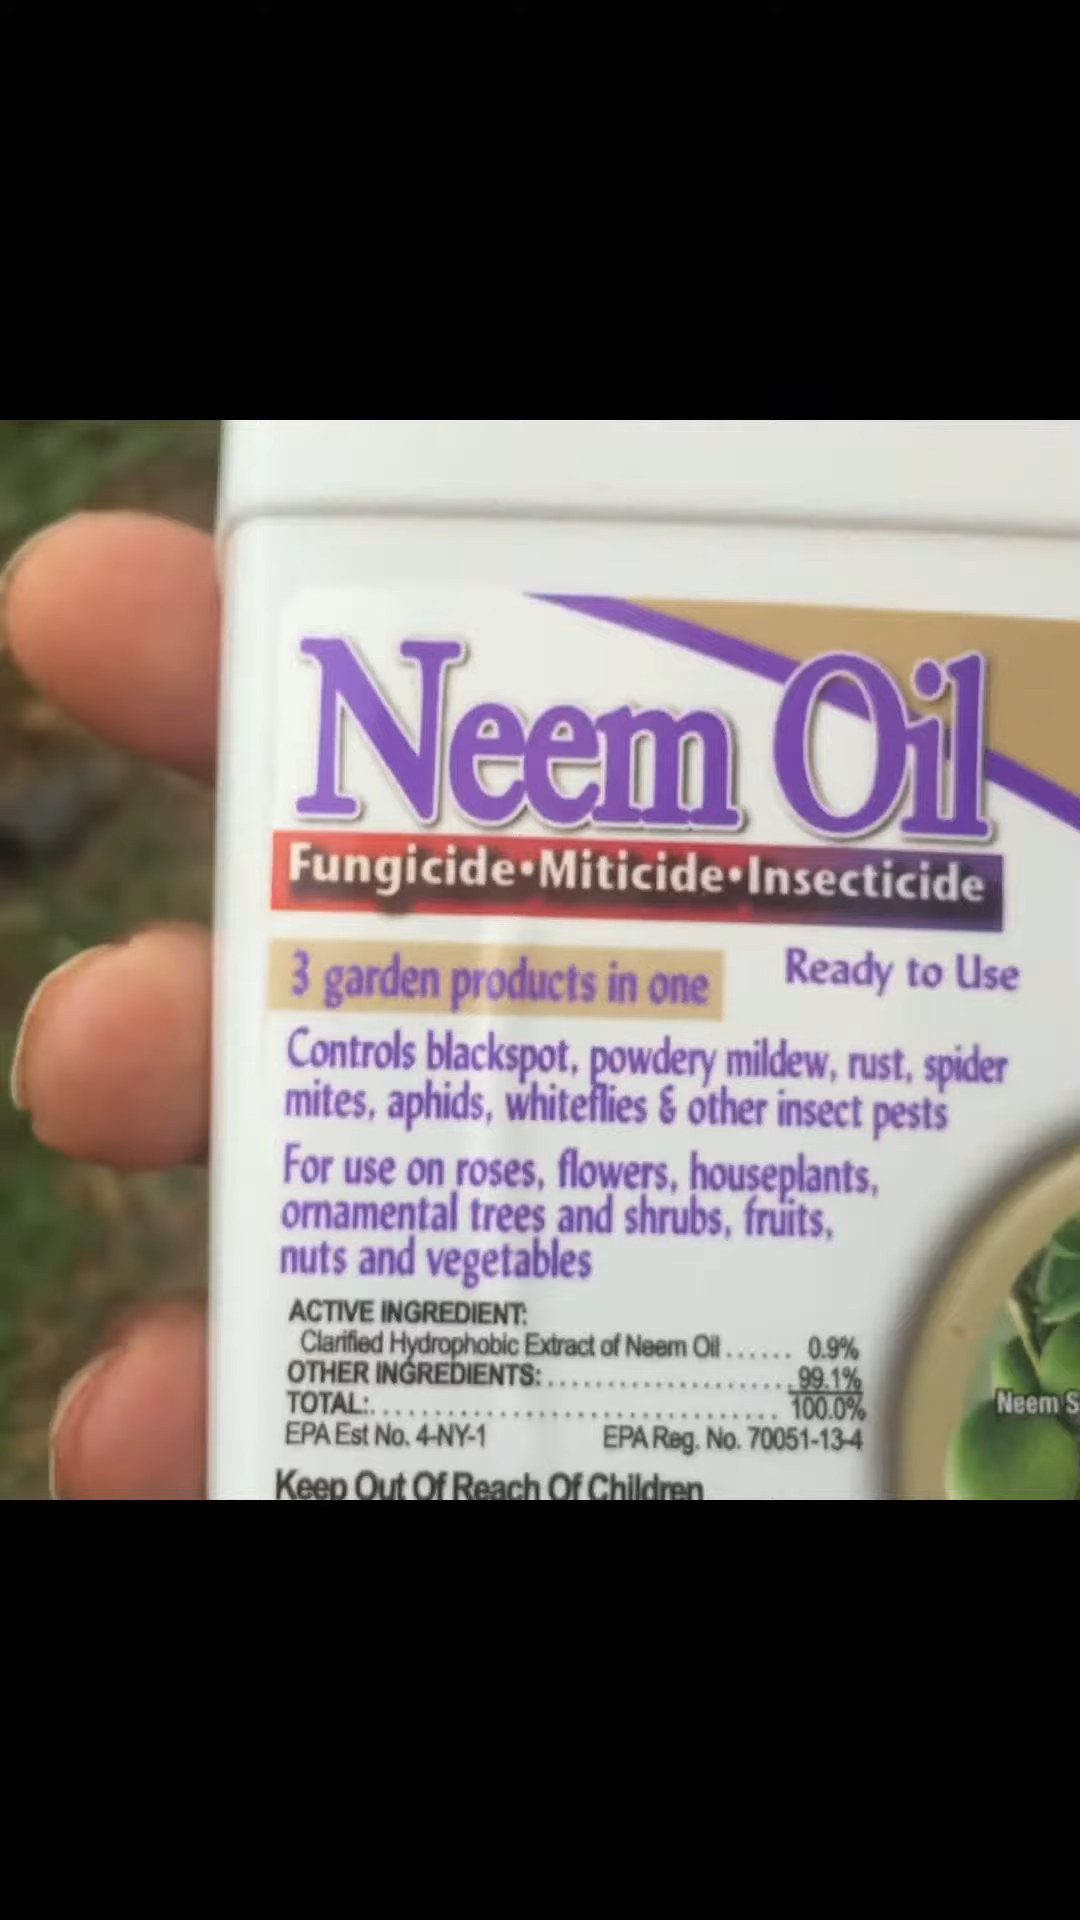 Neem Oil
Fungicide•Miticide•Insecticide
3 garden products in one
Ready to Use
Controls blackspot, powdery mildew, rust, spider
mites, aphids, whiteflies & other insect pests
For use on roses, flowers, houseplants,
ornamental trees and shrubs, fruits,
nuts and vegetables
ACTIVE INGREDIENT:
Clarified Hydrophobic Extract of Neem Oil ...... 0.9%
OTHER INGREDIENTS:..................... 99.1%
TOTAL:................................. 100.0%
EPA Est No. 4-NY-1 EPA Reg. No. 70051-13-4
Keep Out Of Reach Of Children
Neem S